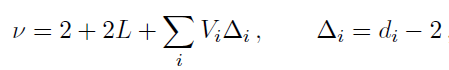 ν = 2 + 2L + ∑_i V_i Δ_i , Δ_i = d_i − 2